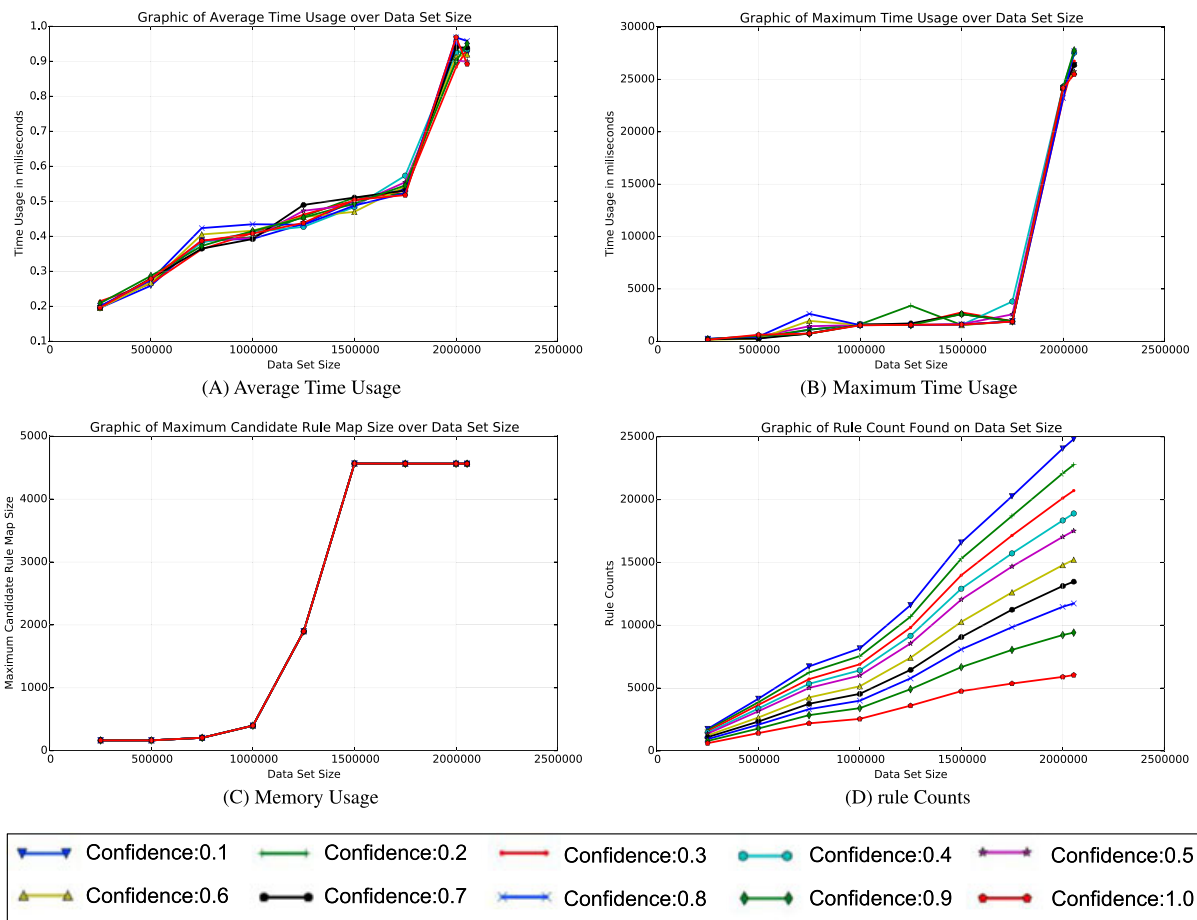 Graphic of Average Time Usage over Data Set Size
1.0
0.9
0.8
0.7
0.6
0.5
0.4
0.3
0.2
0.1
Time Usage in miliseconds
0 500000 1000000 1500000 2000000 2500000
Data Set Size
(A) Average Time Usage
Graphic of Maximum Time Usage over Data Set Size
30000
25000
20000
15000
10000
5000
0
Time Usage in miliseconds
0 500000 1000000 1500000 2000000 2500000
Data Set Size
(B) Maximum Time Usage
Graphic of Maximum Candidate Rule Map Size over Data Set Size
5000
4000
3000
2000
1000
0
Maximum Candidate Rule Map Size
0 500000 1000000 1500000 2000000 2500000
Data Set Size
(C) Memory Usage
Graphic of Rule Count Found on Data Set Size
25000
20000
15000
10000
5000
0
Rule Counts
0 500000 1000000 1500000 2000000 2500000
Data Set Size
(D) rule Counts
Confidence:0.1 Confidence:0.2 Confidence:0.3 Confidence:0.4 Confidence:0.5
Confidence:0.6 Confidence:0.7 Confidence:0.8 Confidence:0.9 Confidence:1.0